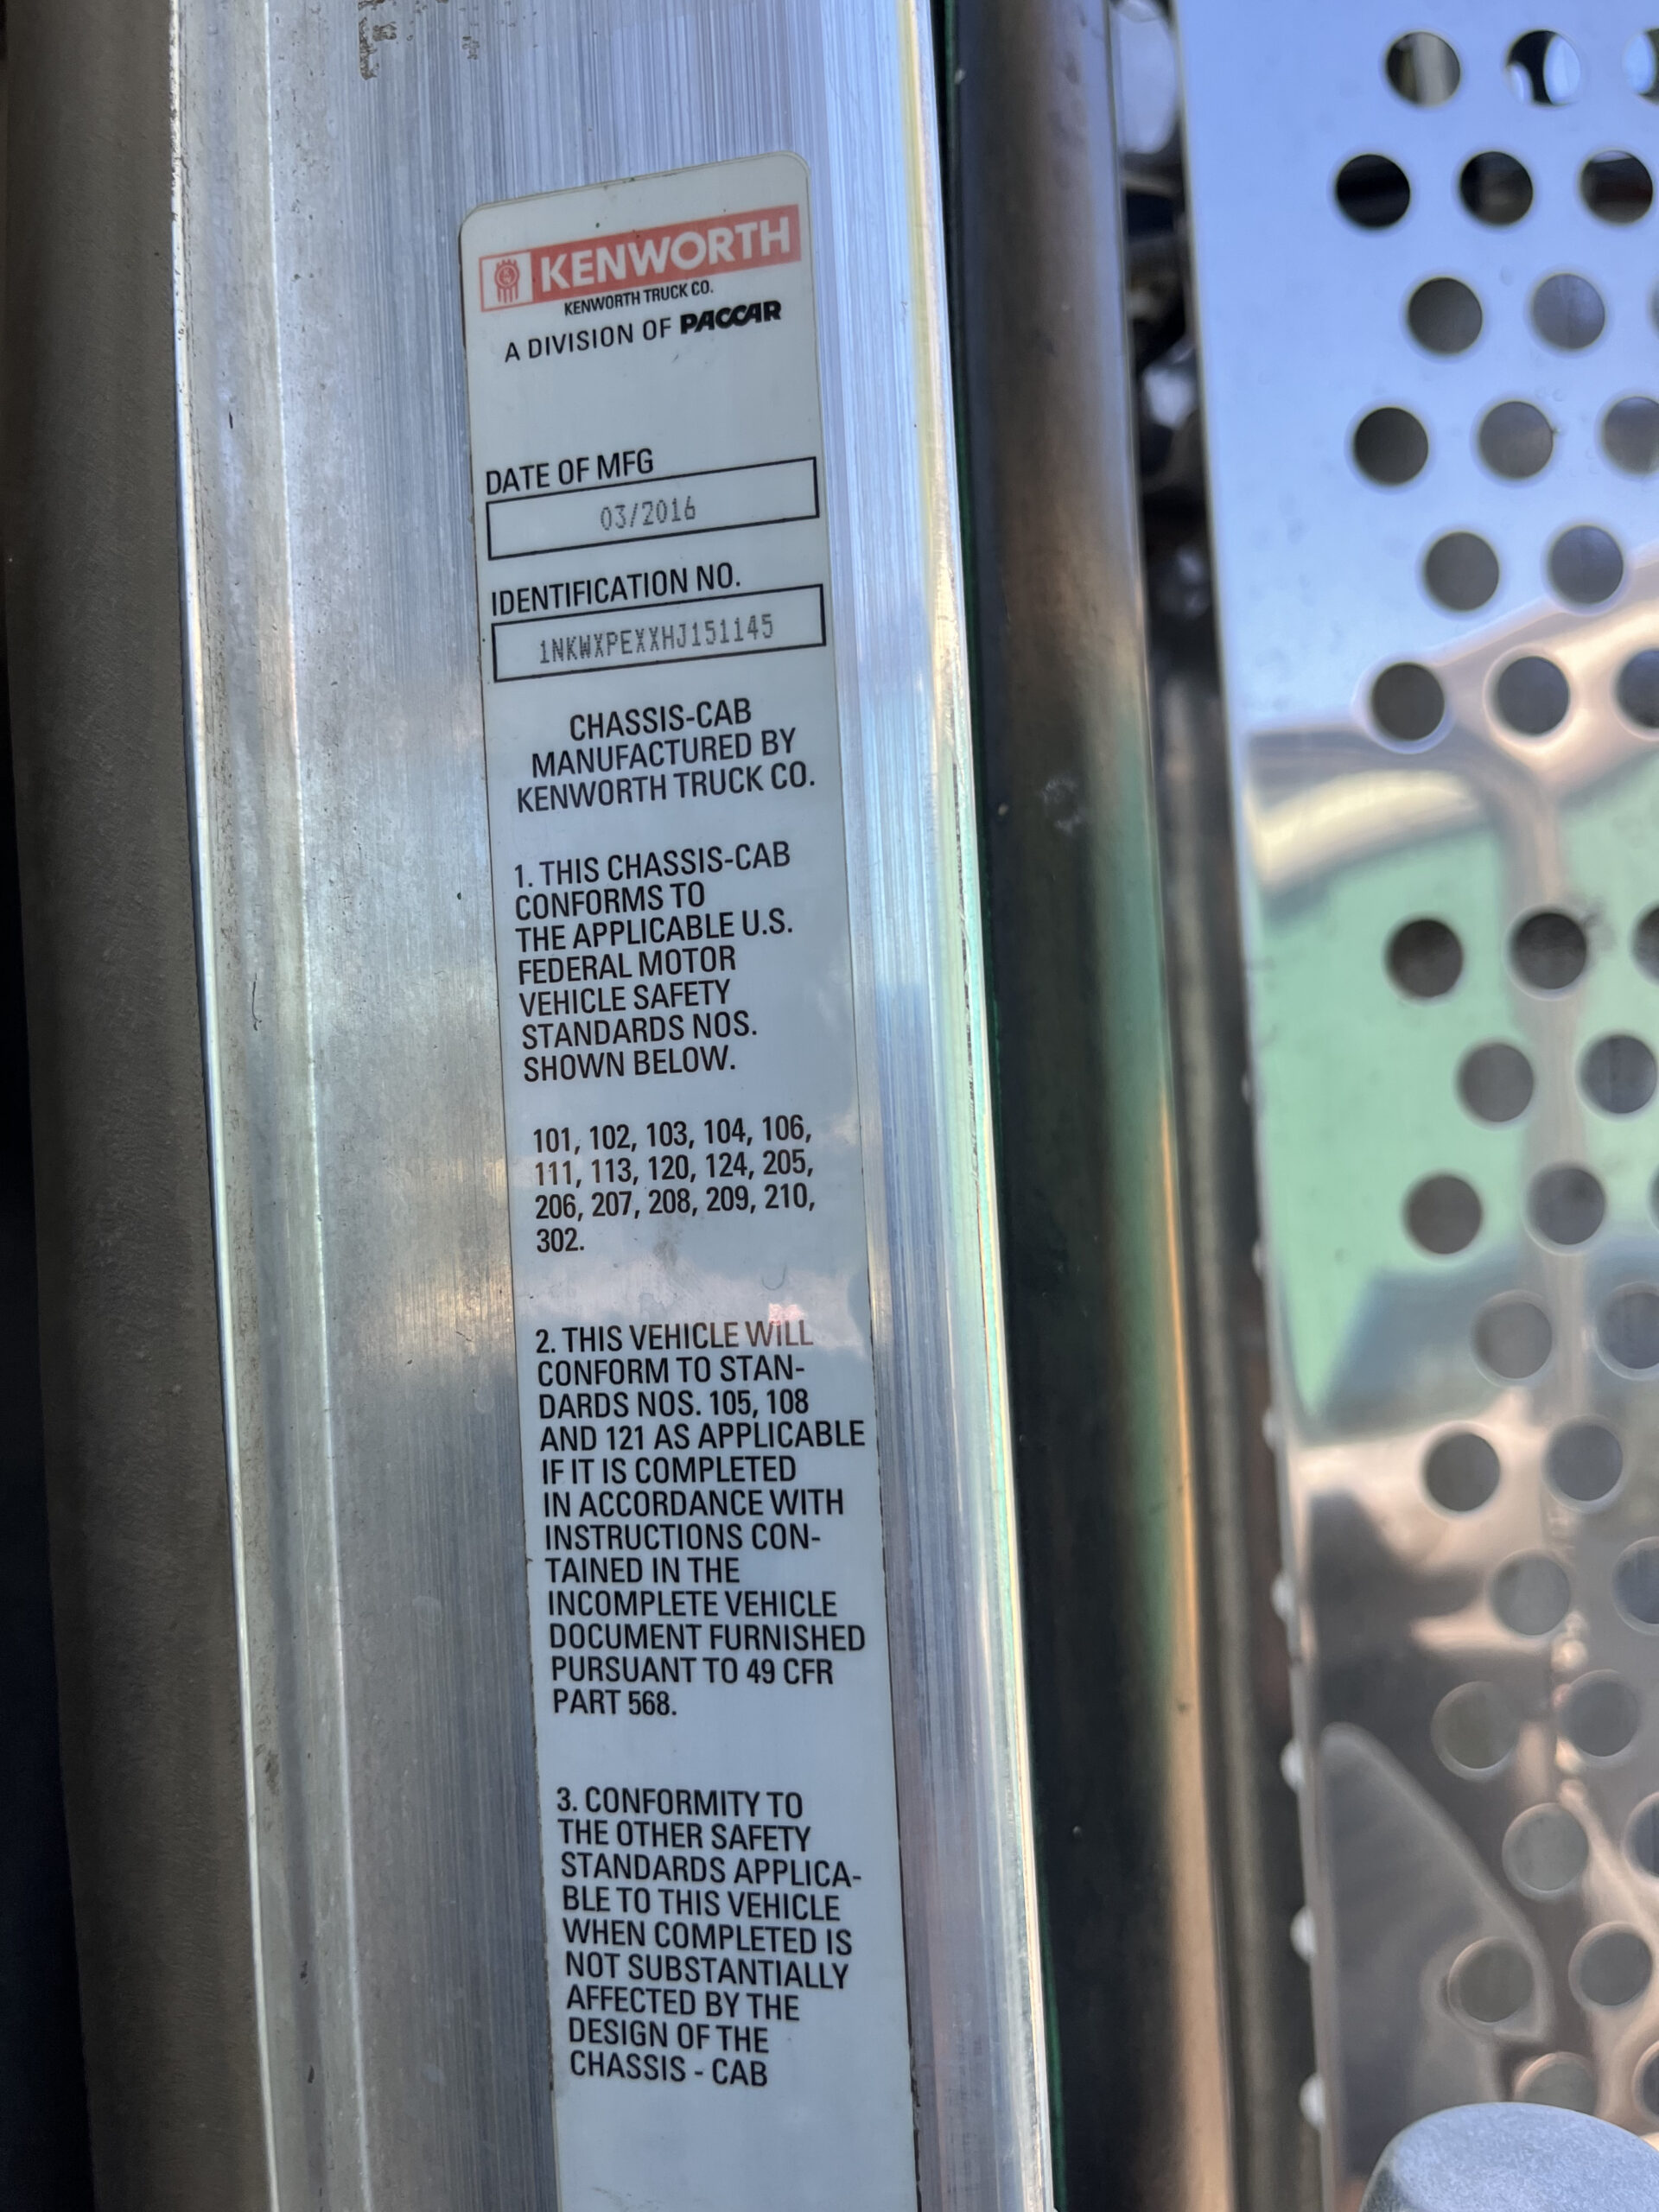 KENWORTH
KENWORTH TRUCK CO.
A DIVISION OF PACCAR
DATE OF MFG
03/2016
IDENTIFICATION NO.
1NKWXPEXXHJ151145
CHASSIS-CAB
MANUFACTURED BY
KENWORTH TRUCK CO.
1. THIS CHASSIS-CAB
CONFORMS TO
THE APPLICABLE U.S.
FEDERAL MOTOR
VEHICLE SAFETY
STANDARDS NOS.
SHOWN BELOW.
101, 102, 103, 104, 106,
111, 113, 120, 124, 205,
206, 207, 208, 209, 210,
302.
2. THIS VEHICLE WILL
CONFORM TO STAN-
DARDS NOS. 105, 108
AND 121 AS APPLICABLE
IF IT IS COMPLETED
IN ACCORDANCE WITH
INSTRUCTIONS CON-
TAINED IN THE
INCOMPLETE VEHICLE
DOCUMENT FURNISHED
PURSUANT TO 49 CFR
PART 568.
3. CONFORMITY TO
THE OTHER SAFETY
STANDARDS APPLICA-
BLE TO THIS VEHICLE
WHEN COMPLETED IS
NOT SUBSTANTIALLY
AFFECTED BY THE
DESIGN OF THE
CHASSIS - CAB